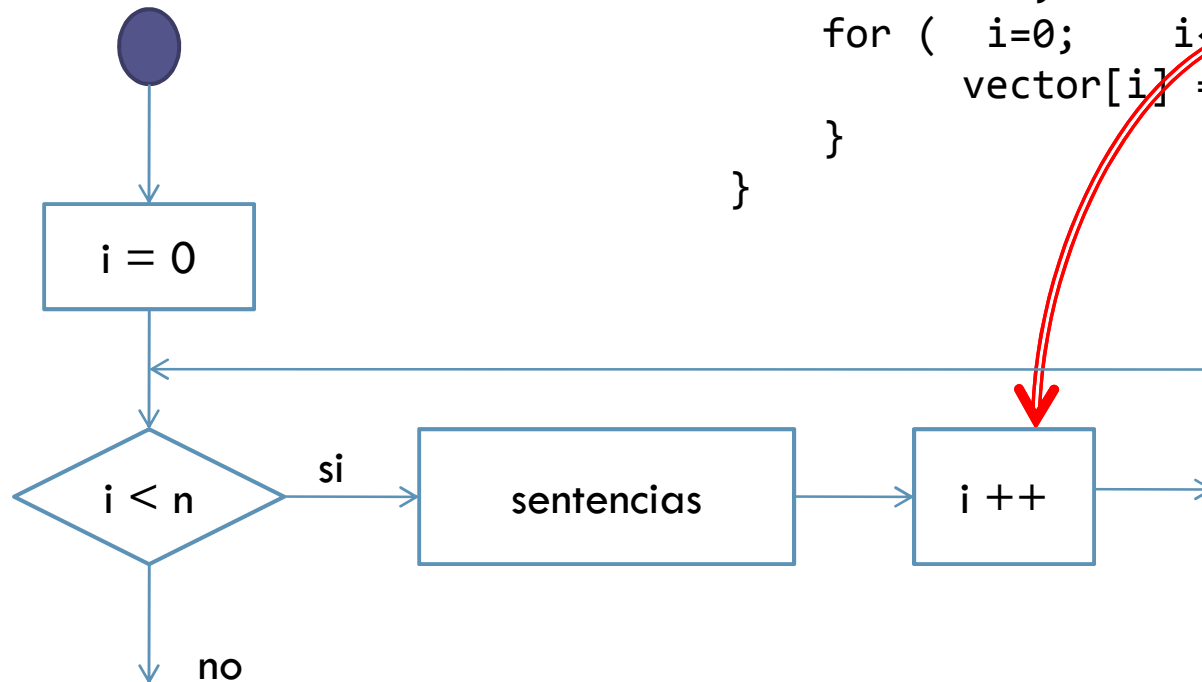 for ( i=0; i<
vector[i] =
}
}
i = 0
si
i < n
sentencias
i ++
no